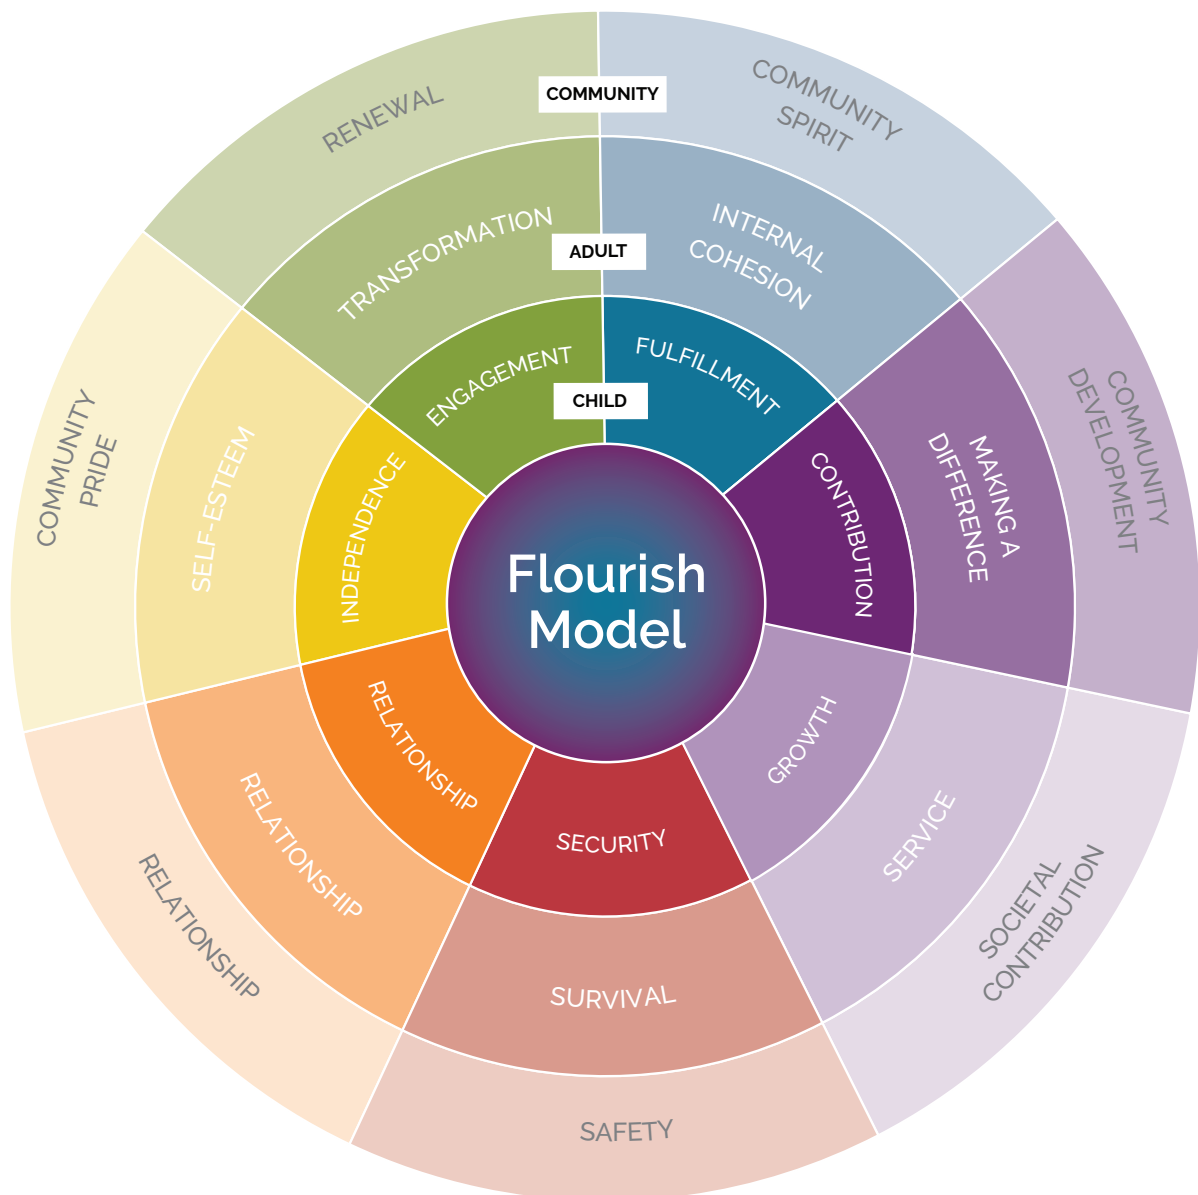 COMMUNITY
RENEWAL
COMMUNITY
SPIRIT
ADULT
TRANSFORMATION
INTERNAL
COHESION
CHILD
ENGAGEMENT
FULFILLMENT
COMMUNITY
PRIDE
SELF-ESTEEM
INDEPENDENCE
Flourish
Model
CONTRIBUTION
MAKING A
DIFFERENCE
COMMUNITY
DEVELOPMENT
RELATIONSHIP
RELATIONSHIP
RELATIONSHIP
SECURITY
GROWTH
SERVICE
SOCIETAL
CONTRIBUTION
SURVIVAL
SAFETY